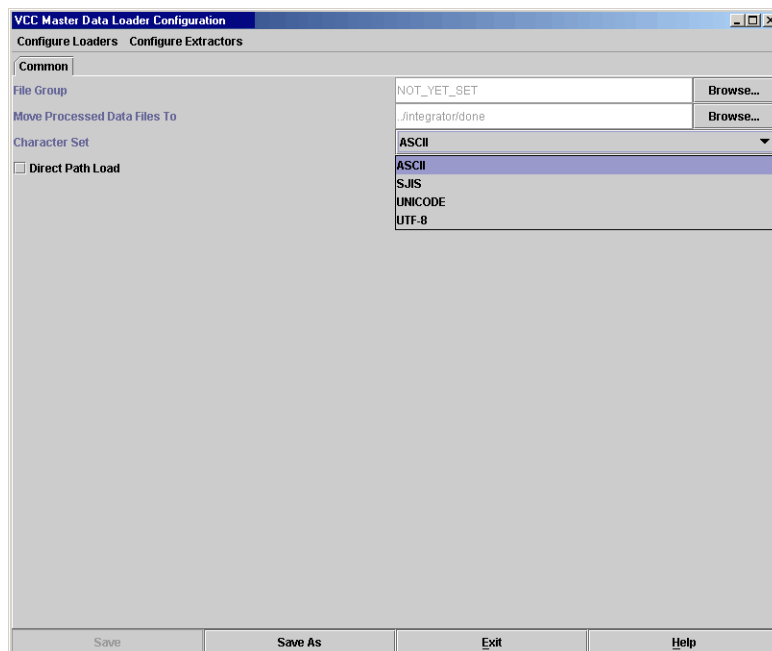 VCC Master Data Loader Configuration
Configure Loaders Configure Extractors
Common
File Group NOT_YET_SET Browse...
Move Processed Data Files To ../integrator/done Browse...
Character Set ASCII
Direct Path Load ASCII
SJIS
UNICODE
UTF-8
Save Save As Exit Help